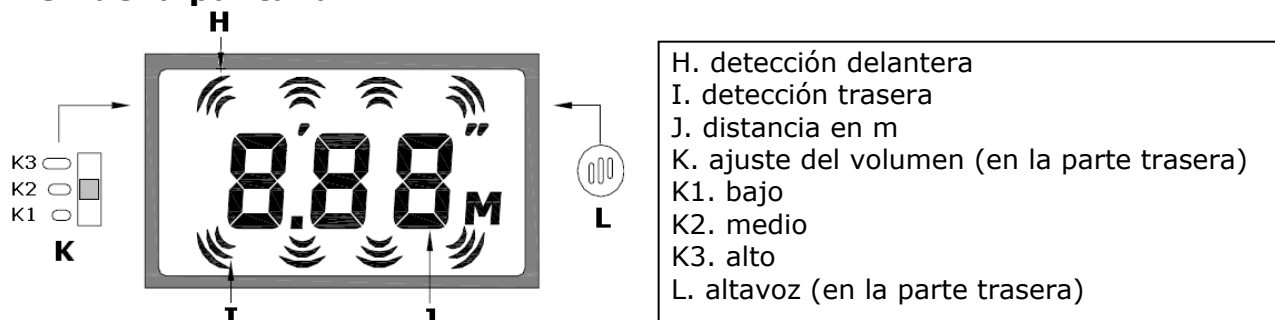 H
K3
K2
K1
K
8.88
'
"
M
L
H. detección delantera
I. detección trasera
J. distancia en m
K. ajuste del volumen (en la parte trasera)
K1. bajo
K2. medio
K3. alto
L. altavoz (en la parte trasera)